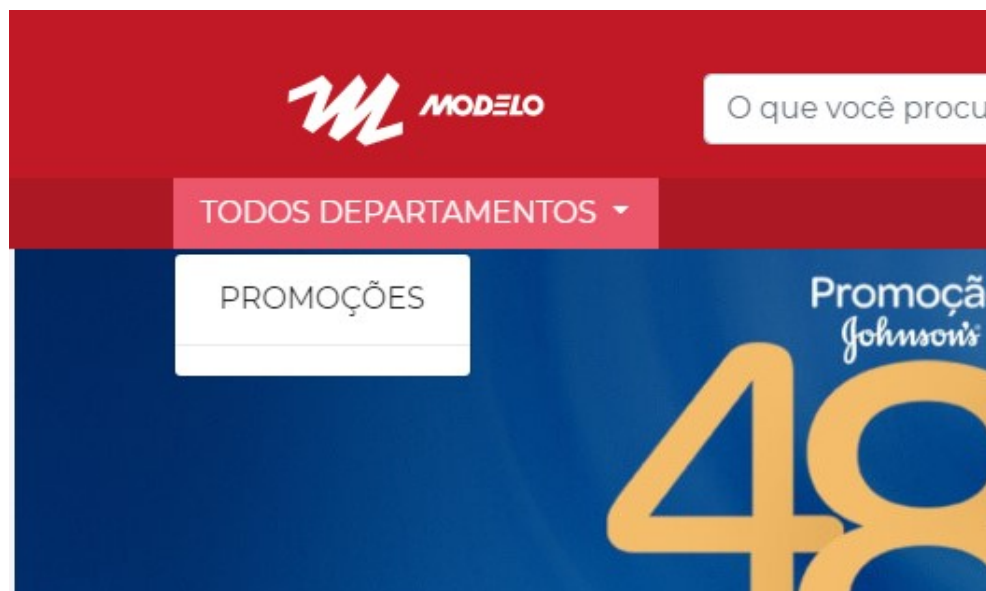 MODELO
O que você procu
TODOS DEPARTAMENTOS
PROMOÇÕES
Promoçã
Johnson's
48